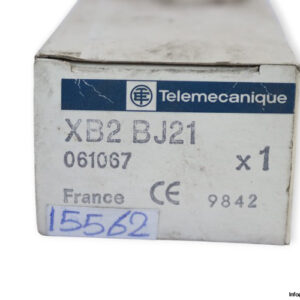 Telemecanique
XB2 BJ21
061067
x1
France CE 9842
15562